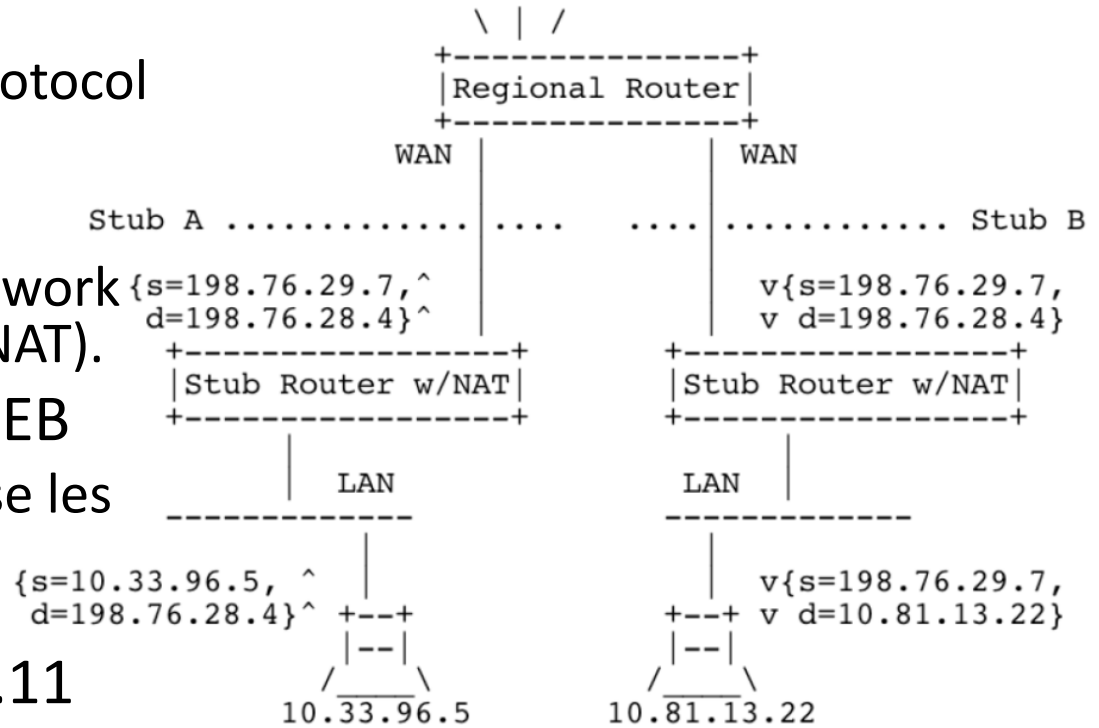 \ | /
+---------------+
otocol
|Regional Router|
+---------------+
WAN | | WAN
Stub A .............|.... ....|............ Stub B
work
{s=198.76.29.7,^ | | v{s=198.76.29.7,
d=198.76.28.4}^ | | v d=198.76.28.4}
NAT).
+-----------------+ +-----------------+
|Stub Router w/NAT| |Stub Router w/NAT|
+-----------------+ +-----------------+
EB
| |
| LAN LAN |
se les
------------- -------------
| |
{s=10.33.96.5, ^ | | v{s=198.76.29.7,
d=198.76.28.4}^ +--+ +--+ v d=10.81.13.22}
|--| |--|
.11
/____\ /____\
10.33.96.5 10.81.13.22